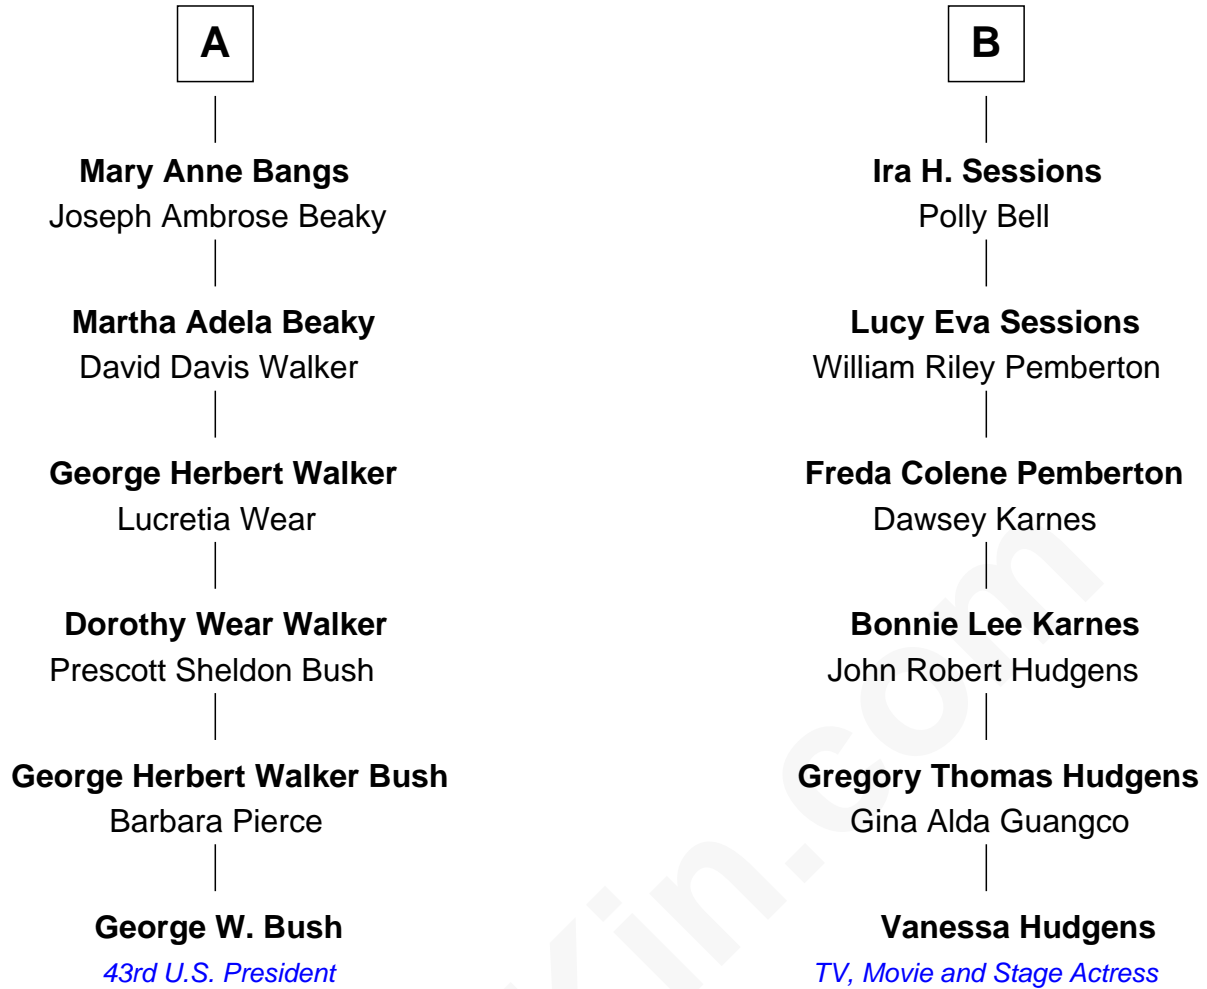 A
Mary Anne Bangs
Joseph Ambrose Beaky
Martha Adela Beaky
David Davis Walker
George Herbert Walker
Lucretia Wear
Dorothy Wear Walker
Prescott Sheldon Bush
George Herbert Walker Bush
Barbara Pierce
George W. Bush
43rd U.S. President
B
Ira H. Sessions
Polly Bell
Lucy Eva Sessions
William Riley Pemberton
Freda Colene Pemberton
Dawsey Karnes
Bonnie Lee Karnes
John Robert Hudgens
Gregory Thomas Hudgens
Gina Alda Guangco
Vanessa Hudgens
TV, Movie and Stage Actress